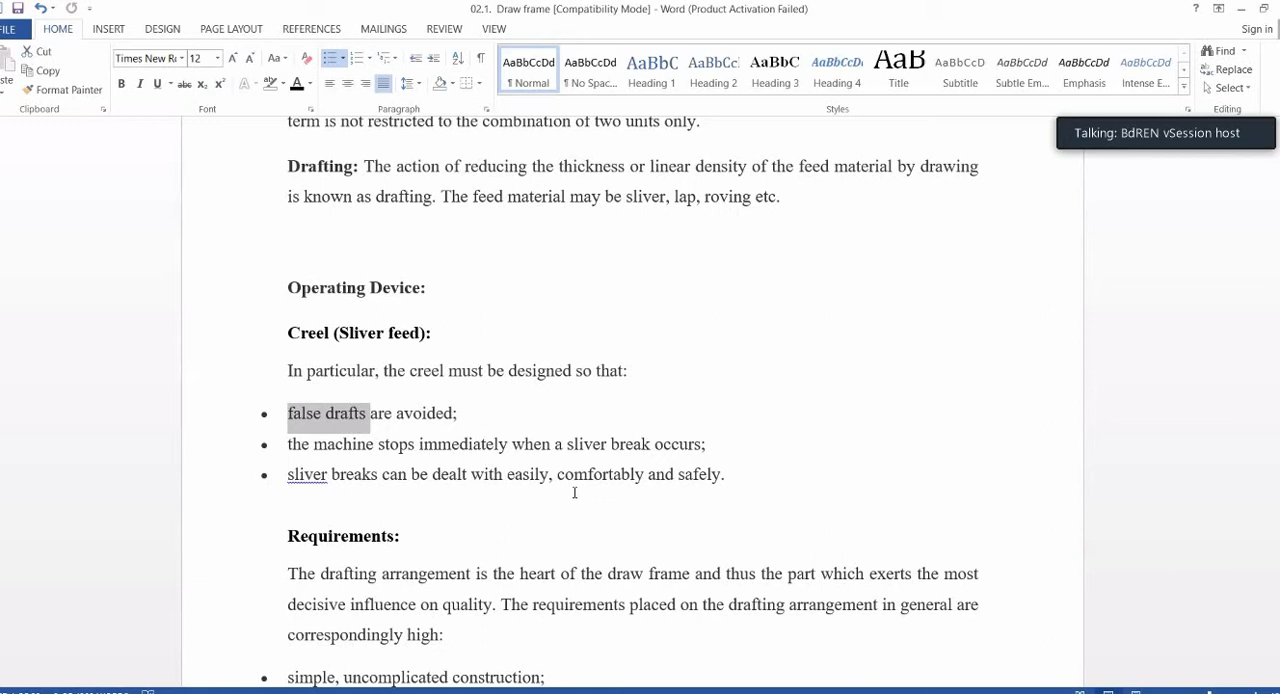 02.1. Draw frame [Compatibility Mode] - Word (Product Activation Failed)
FILE HOME INSERT DESIGN PAGE LAYOUT REFERENCES MAILINGS REVIEW VIEW Sign in
Cut
Copy
Format Painter
Clipboard
Times New R 12
Font
Paragraph
AaBbCcDd AaBbCcDd AaBbC AaBbCc AaBbC AaBbCcD AaB AaBbCcD AaBbCcDd AaBbCcDd AaBbCcDd
¶ Normal ¶ No Spac... Heading 1 Heading 2 Heading 3 Heading 4 Title Subtitle Subtle Em... Emphasis Intense E...
Styles
Find
Replace
Select
Editing
Talking: BdREN vSession host
term is not restricted to the combination of two units only.
Drafting: The action of reducing the thickness or linear density of the feed material by drawing
is known as drafting. The feed material may be sliver, lap, roving etc.
Operating Device:
Creel (Sliver feed):
In particular, the creel must be designed so that:
• false drafts are avoided;
• the machine stops immediately when a sliver break occurs;
• sliver breaks can be dealt with easily, comfortably and safely.
Requirements:
The drafting arrangement is the heart of the draw frame and thus the part which exerts the most
decisive influence on quality. The requirements placed on the drafting arrangement in general are
correspondingly high:
• simple, uncomplicated construction;